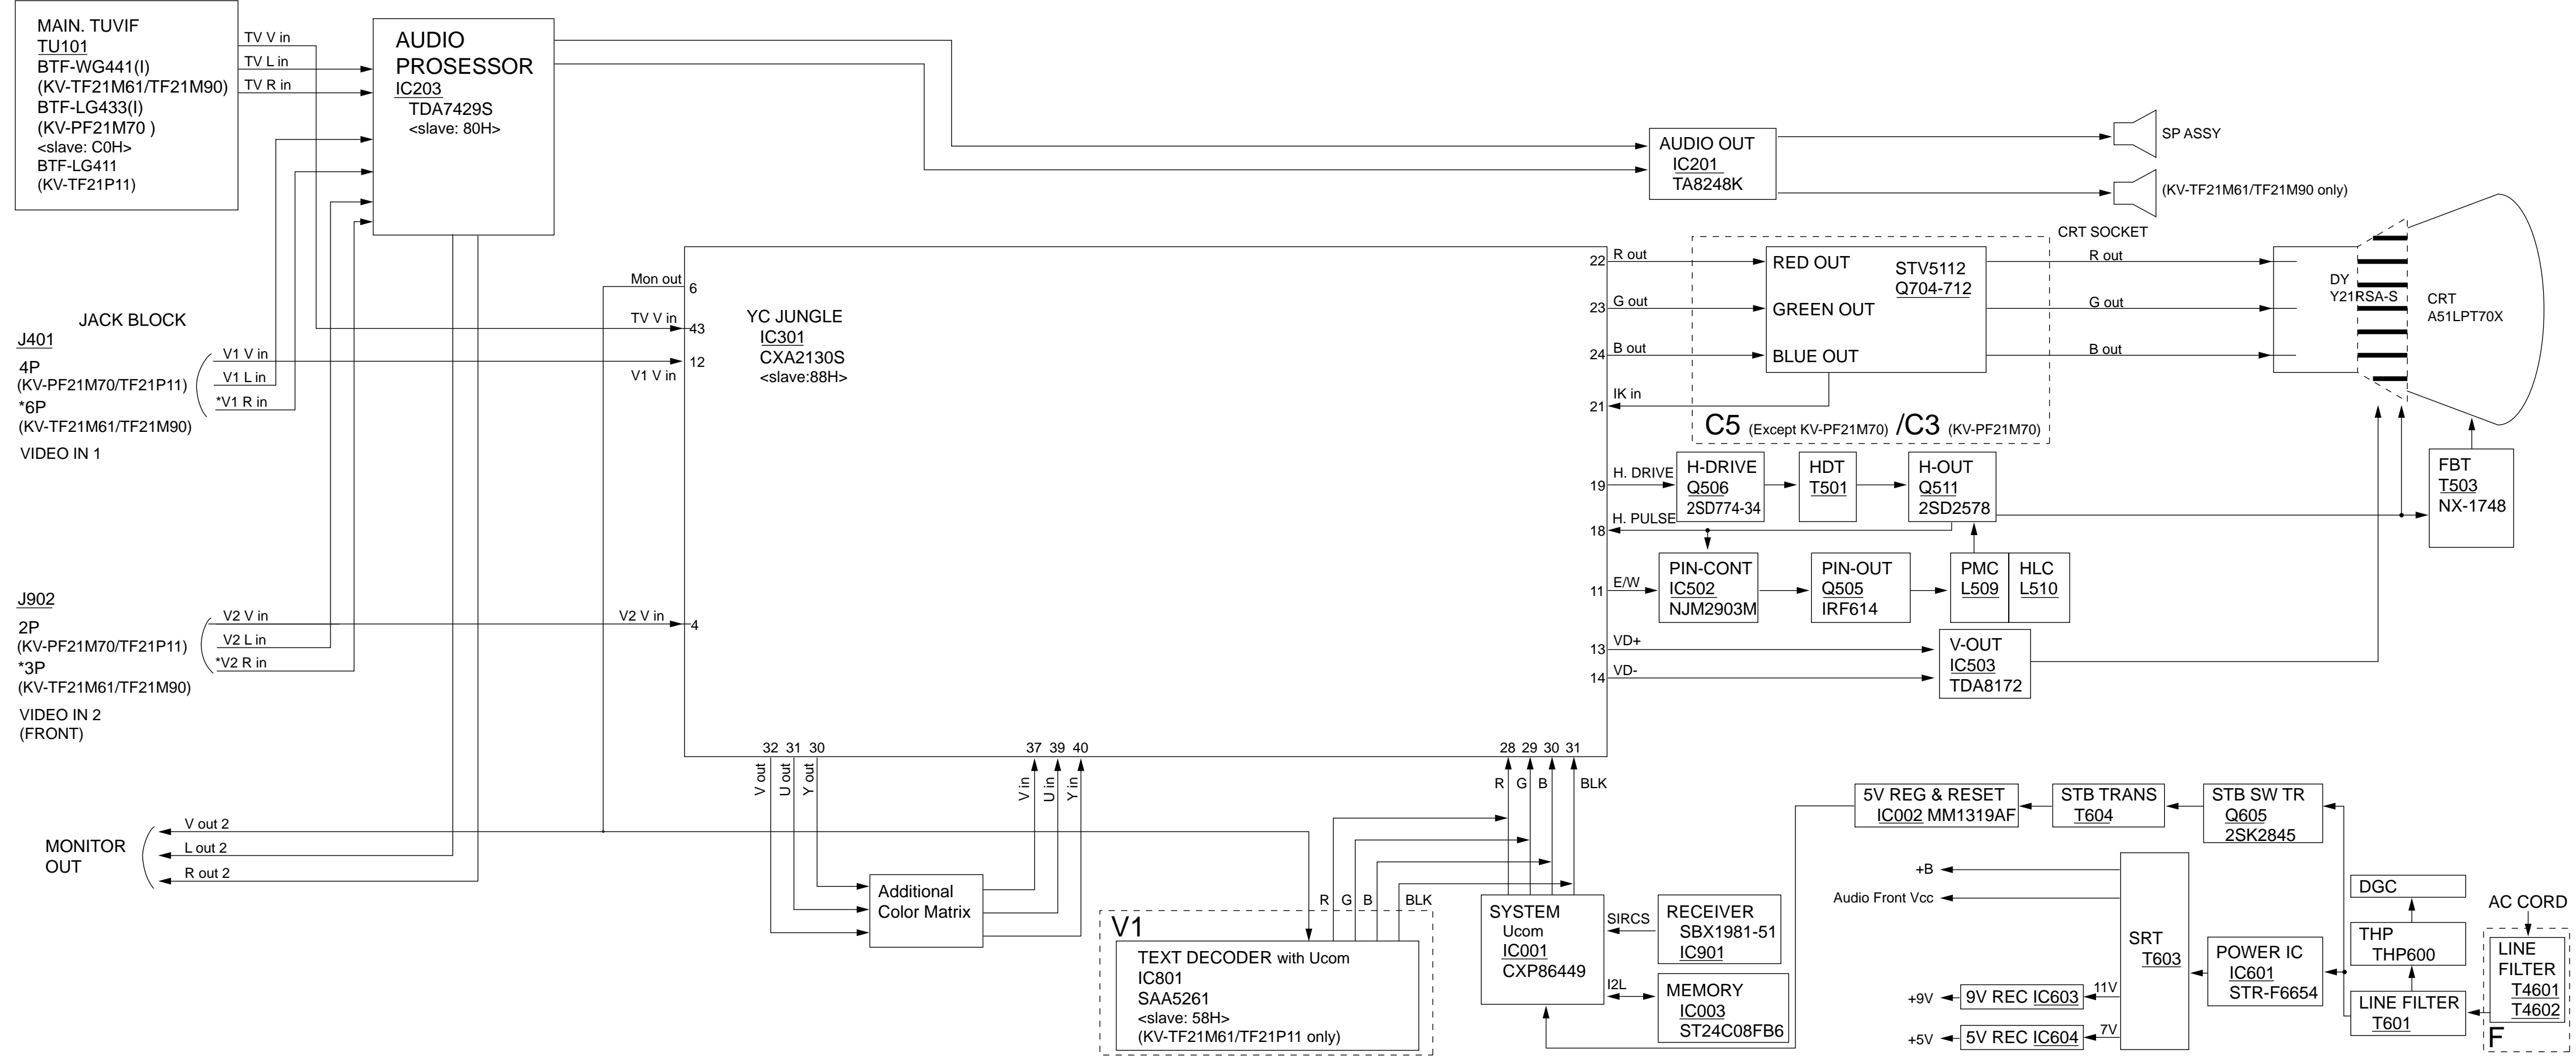 MAIN. TUVIF
TU101
BTF-WG441(I)
(KV-TF21M61/TF21M90)
BTF-LG433(I)
(KV-PF21M70 )
<slave: C0H>
BTF-LG411
(KV-TF21P11)
TV V in
TV L in
TV R in
AUDIO
PROSESSOR
IC203
TDA7429S
<slave: 80H>
AUDIO OUT
IC201
TA8248K
SP ASSY
(KV-TF21M61/TF21M90 only)
JACK BLOCK
J401
4P
(KV-PF21M70/TF21P11)
*6P
(KV-TF21M61/TF21M90)
VIDEO IN 1
V1 V in
V1 L in
*V1 R in
J902
2P
(KV-PF21M70/TF21P11)
*3P
(KV-TF21M61/TF21M90)
VIDEO IN 2
(FRONT)
V2 V in
V2 L in
*V2 R in
MONITOR
OUT
V out 2
L out 2
R out 2
Mon out
6
TV V in
43
12
V1 V in
V2 V in
4
YC JUNGLE
IC301
CXA2130S
<slave:88H>
22
R out
23
G out
24
B out
21
IK in
19
H. DRIVE
18
H. PULSE
11
E/W
13
VD+
14
VD-
32 31 30
V out
U out
Y out
37 39 40
V in
U in
Y in
28 29 30 31
R
G
B
BLK
RED OUT
GREEN OUT
BLUE OUT
STV5112
Q704-712
C5 (Except KV-PF21M70) /C3 (KV-PF21M70)
CRT SOCKET
R out
G out
B out
DY
Y21RSA-S
CRT
A51LPT70X
H-DRIVE
Q506
2SD774-34
HDT
T501
H-OUT
Q511
2SD2578
FBT
T503
NX-1748
PIN-CONT
IC502
NJM2903M
PIN-OUT
Q505
IRF614
PMC
L509
HLC
L510
V-OUT
IC503
TDA8172
Additional
Color Matrix
R
G
B
BLK
V1
TEXT DECODER with Ucom
IC801
SAA5261
<slave: 58H>
(KV-TF21M61/TF21P11 only)
SYSTEM
Ucom
IC001
CXP86449
SIRCS
I2L
RECEIVER
SBX1981-51
IC901
MEMORY
IC003
ST24C08FB6
5V REG & RESET
IC002 MM1319AF
STB TRANS
T604
STB SW TR
Q605
2SK2845
+B
Audio Front Vcc
+9V
9V REC IC603
11V
+5V
5V REC IC604
7V
SRT
T603
POWER IC
IC601
STR-F6654
DGC
THP
THP600
LINE FILTER
T601
AC CORD
LINE
FILTER
T4601
T4602
F